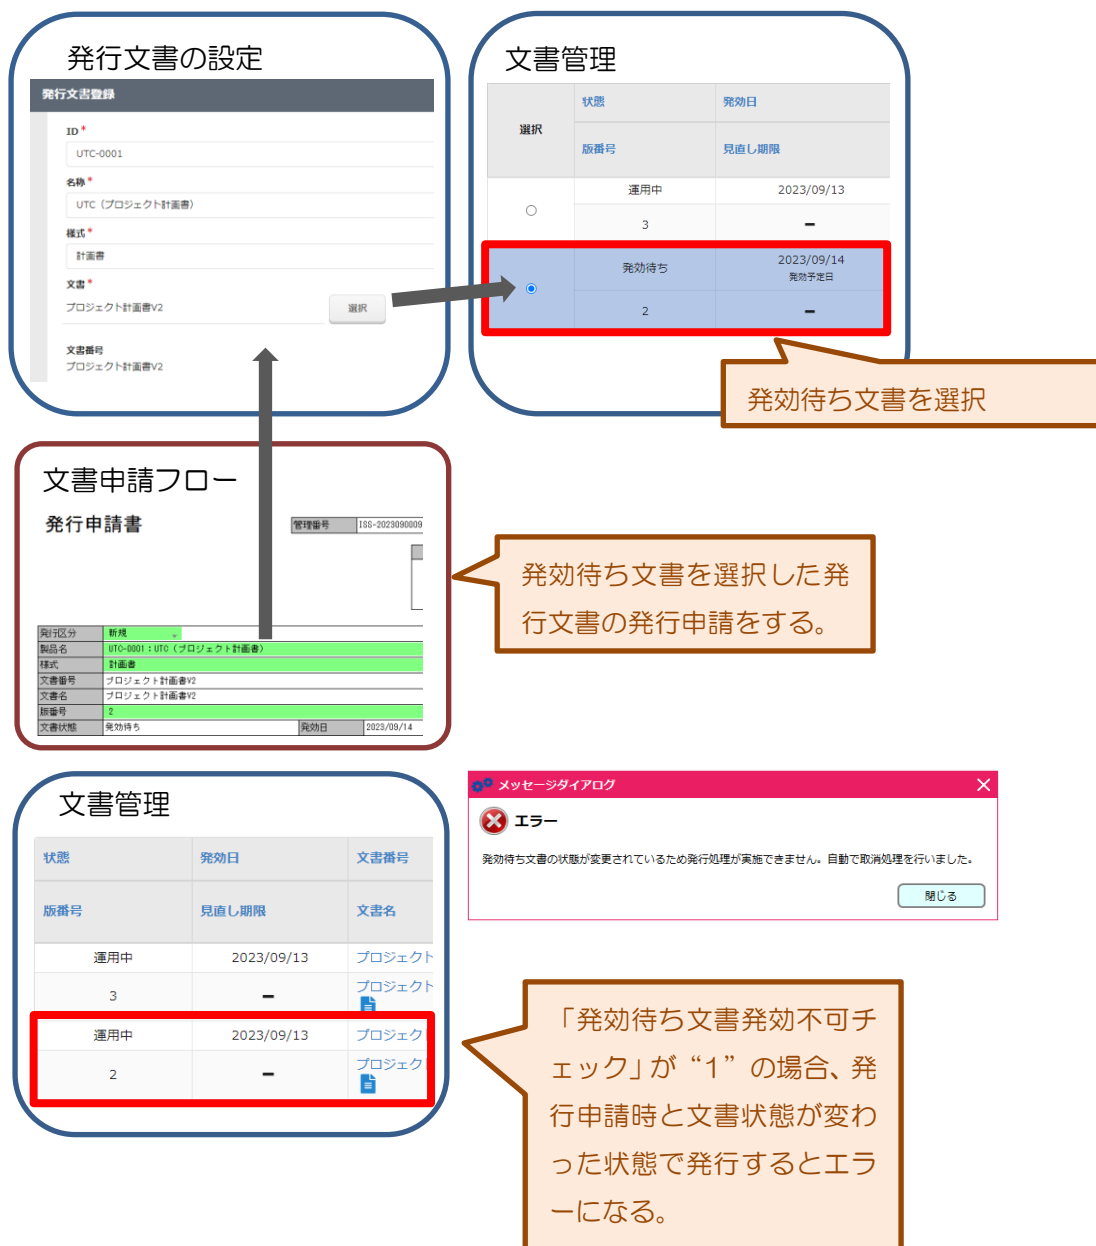 発行文書の設定
発行文書登録
ID *
UTC-0001
名称 *
UTC（プロジェクト計画書）
様式 *
計画書
文書 *
プロジェクト計画書V2
選択
文書番号
プロジェクト計画書V2
文書管理
選択
状態
発効日
版番号
見直し期限
運用中
2023/09/13
3
ー
発効待ち
2023/09/14
発効予定日
2
ー
発効待ち文書を選択
文書申請フロー
発行申請書
管理番号
ISS-2023090009
発行区分
新規
製品名
UTC-0001：UTC（プロジェクト計画書）
様式
計画書
文書番号
プロジェクト計画書V2
文書名
プロジェクト計画書V2
版番号
2
文書状態
発効待ち
発効日
2023/09/14
発効待ち文書を選択した発
行文書の発行申請をする。
文書管理
状態
発効日
文書番号
版番号
見直し期限
文書名
運用中
2023/09/13
プロジェクト
3
ー
プロジェクト
運用中
2023/09/13
プロジェク
2
ー
プロジェク
メッセージダイアログ
エラー
発効待ち文書の状態が変更されているため発行処理が実施できません。自動で取消処理を行いました。
閉じる
「発効待ち文書発効不可チ
ェック」が“1”の場合、発
行申請時と文書状態が変わ
った状態で発行するとエラ
ーになる。